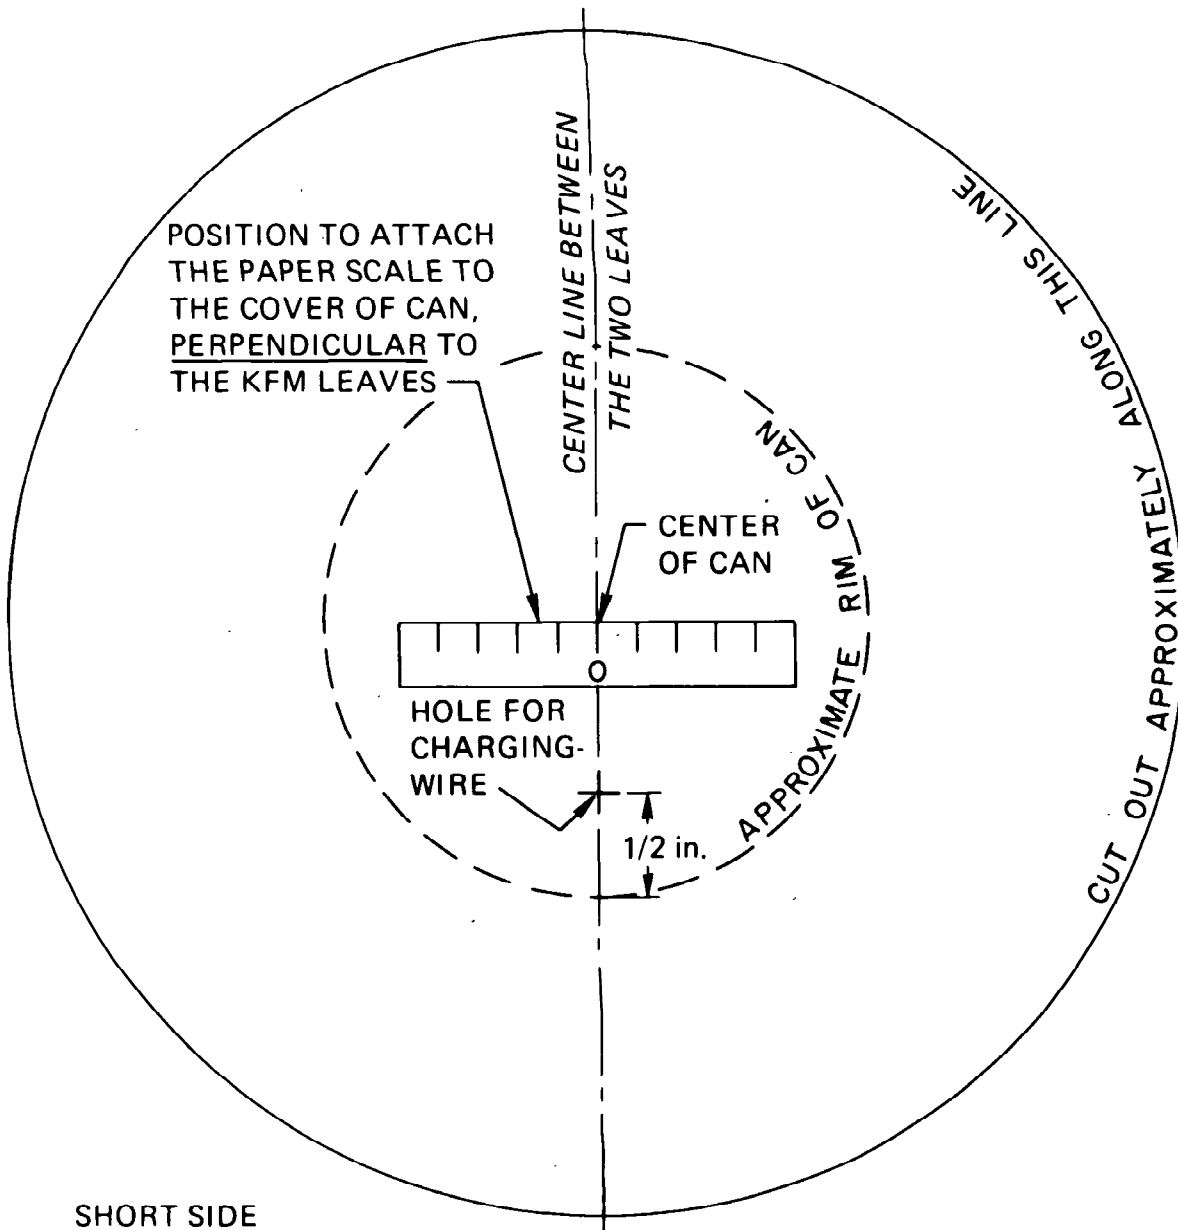 CENTER LINE BETWEEN
THE TWO LEAVES
POSITION TO ATTACH
THE PAPER SCALE TO
THE COVER OF CAN,
PERPENDICULAR TO
THE KFM LEAVES
CUT OUT APPROXIMATELY ALONG THIS LINE
APPROXIMATE RIM OF CAN
CENTER
OF CAN
0
HOLE FOR
CHARGING-
WIRE
1/2 in.
SHORT SIDE